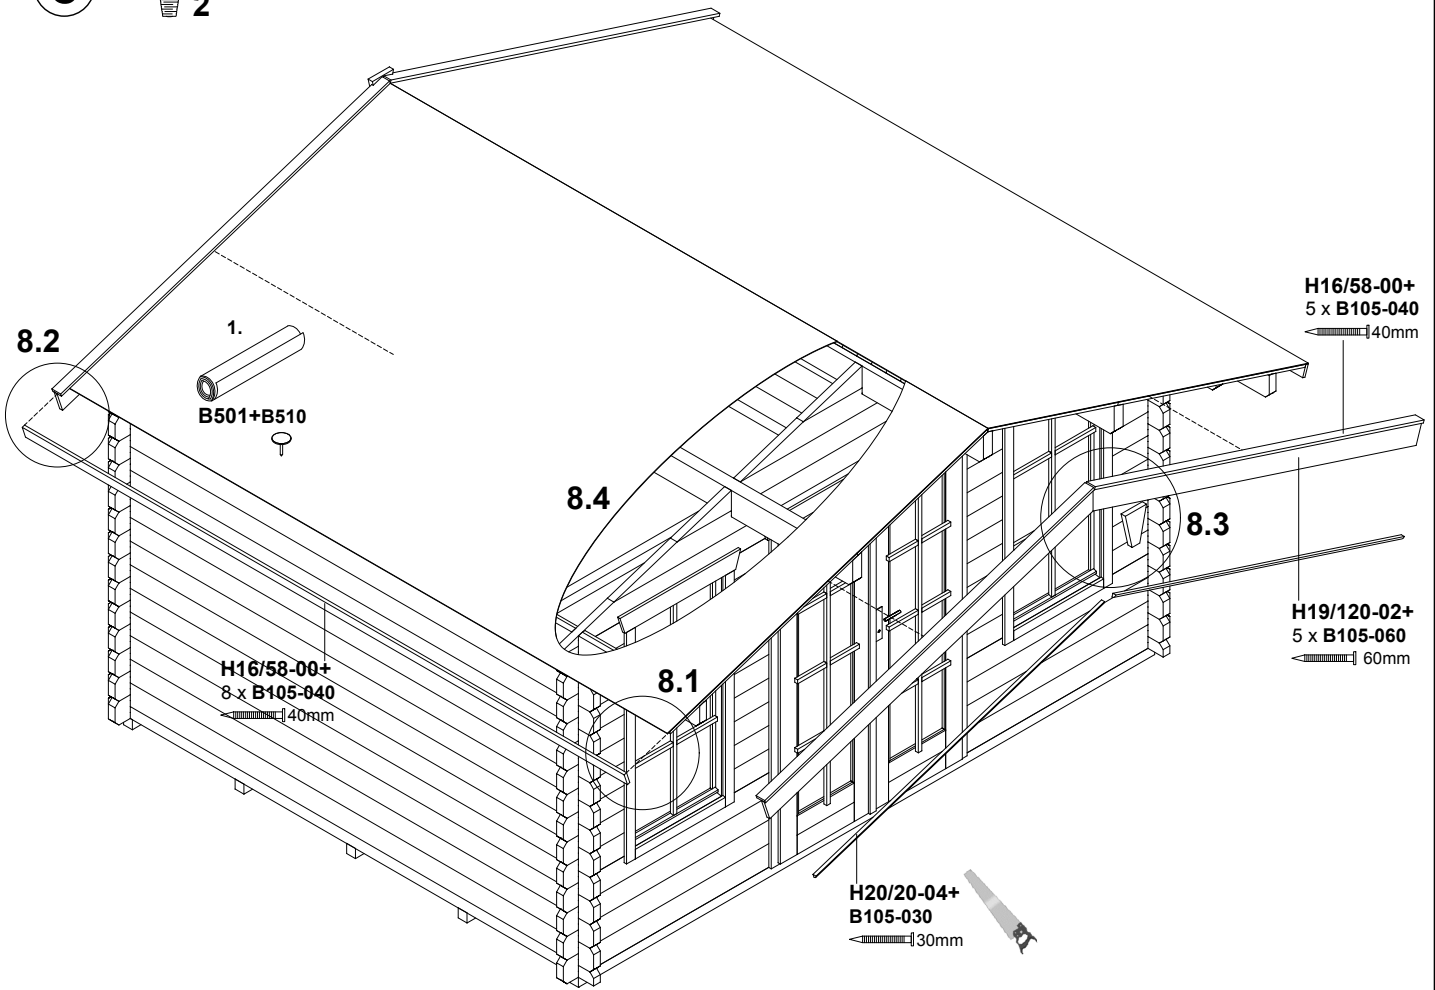 2
H16/58-00+
5 x B105-040
40mm
8.2
1.
B501+B510
8.4
8.3
H19/120-02+
5 x B105-060
60mm
H16/58-00+
8 x B105-040
40mm
8.1
H20/20-04+
B105-030
30mm